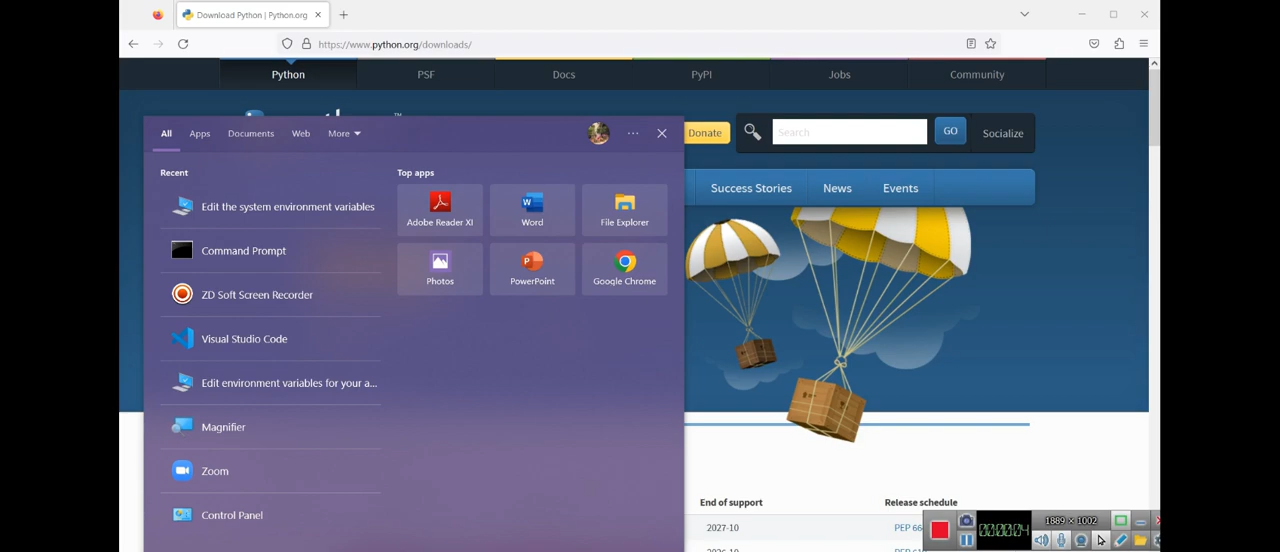 Download Python | Python.org
https://www.python.org/downloads/
Python PSF Docs PyPI Jobs Community
All Apps Documents Web More
Donate Search GO Socialize
Success Stories News Events
Recent
Edit the system environment variables
Command Prompt
ZD Soft Screen Recorder
Visual Studio Code
Edit environment variables for your a...
Magnifier
Zoom
Control Panel
Top apps
Adobe Reader XI Word File Explorer
Photos PowerPoint Google Chrome
End of support Release schedule
2027-10
1889 × 1002
00:00:04